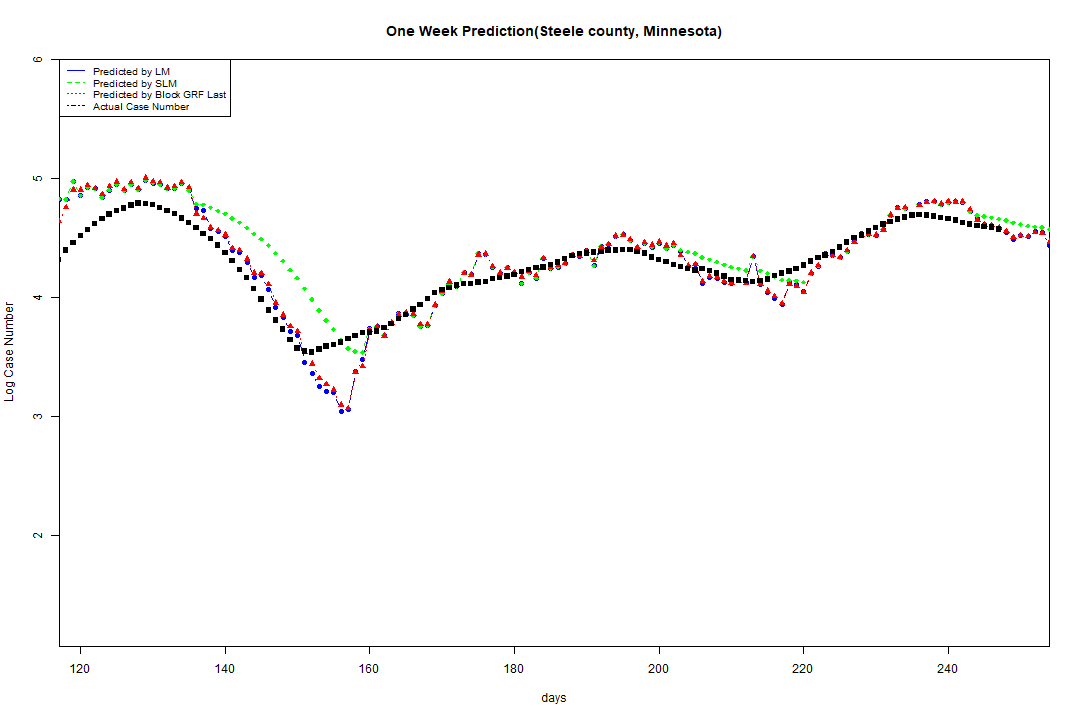 One Week Prediction(Steele county, Minnesota)
Predicted by LM
Predicted by SLM
Predicted by Block GRF Last
Actual Case Number
6
5
4
3
2
Log Case Number
120 140 160 180 200 220 240
days